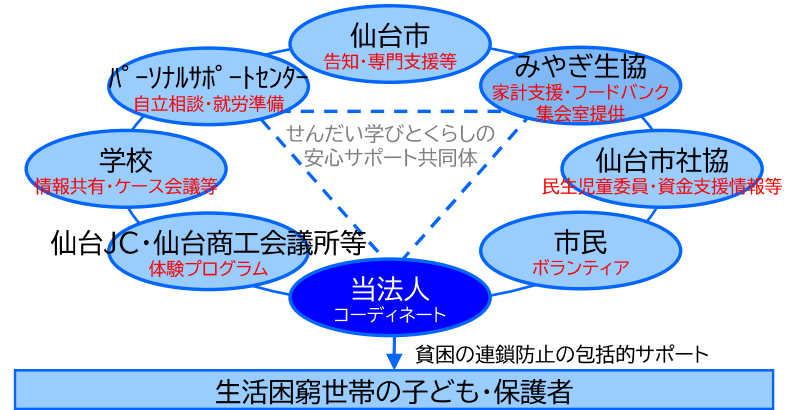 仙台市
告知・専門支援等
ﾊﾟｰｿﾅﾙｻﾎﾟｰﾄｾﾝﾀｰ
自立相談・就労準備
みやぎ生協
家計支援・フードバンク
集会室提供
せんだい学びとくらしの
安心サポート共同体
学校
情報共有・ケース会議等
仙台市社協
民生児童委員・資金支援情報等
仙台JC・仙台商工会議所等
体験プログラム
市民
ボランティア
当法人
コーディネート
貧困の連鎖防止の包括的サポート
生活困窮世帯の子ども・保護者